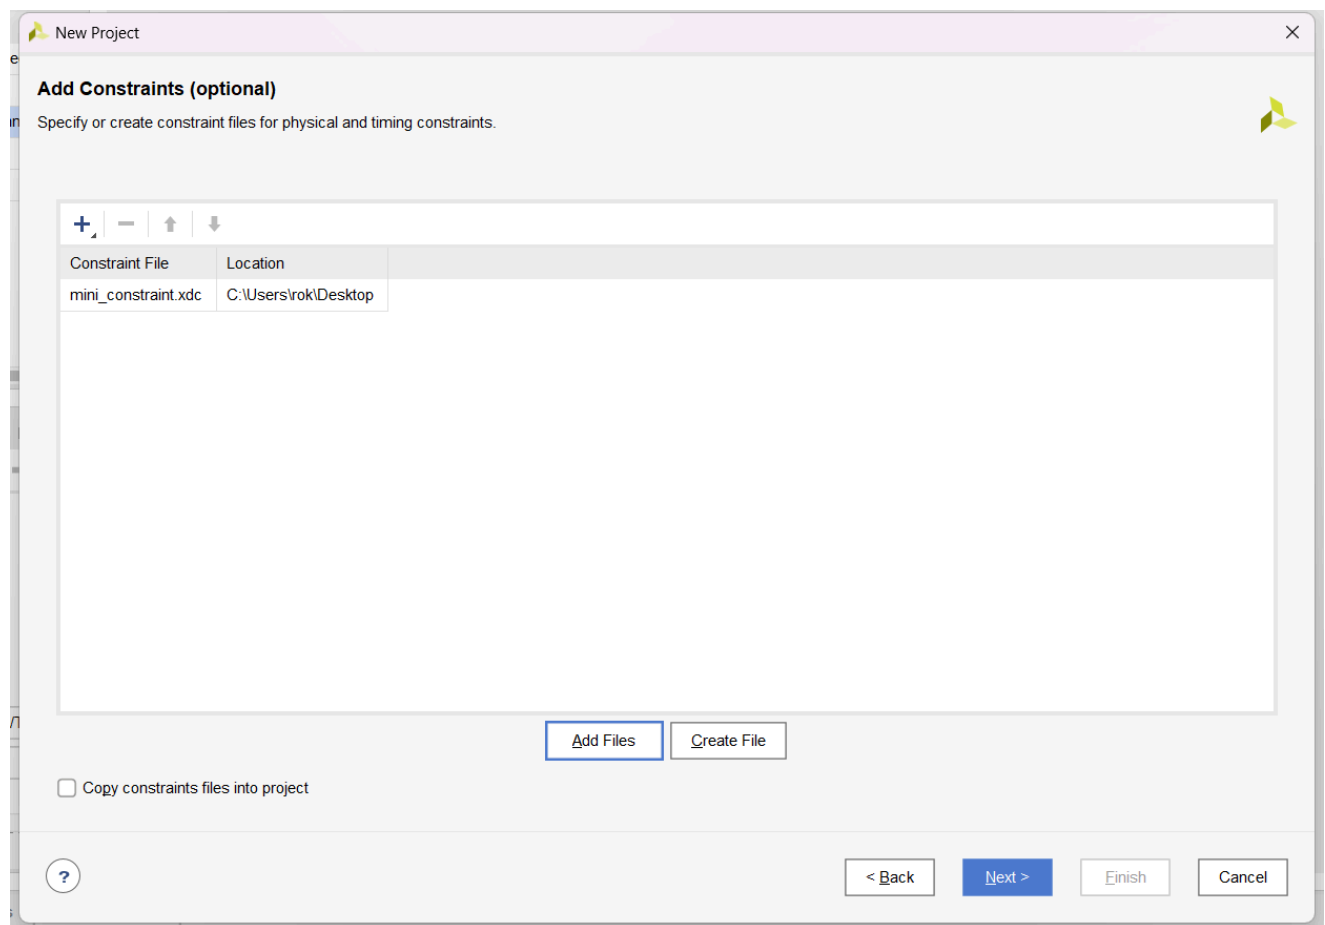 New Project
Add Constraints (optional)
Specify or create constraint files for physical and timing constraints.
Constraint File Location
mini_constraint.xdc C:\Users\rok\Desktop
Add Files Create File
Copy constraints files into project
? < Back Next > Finish Cancel